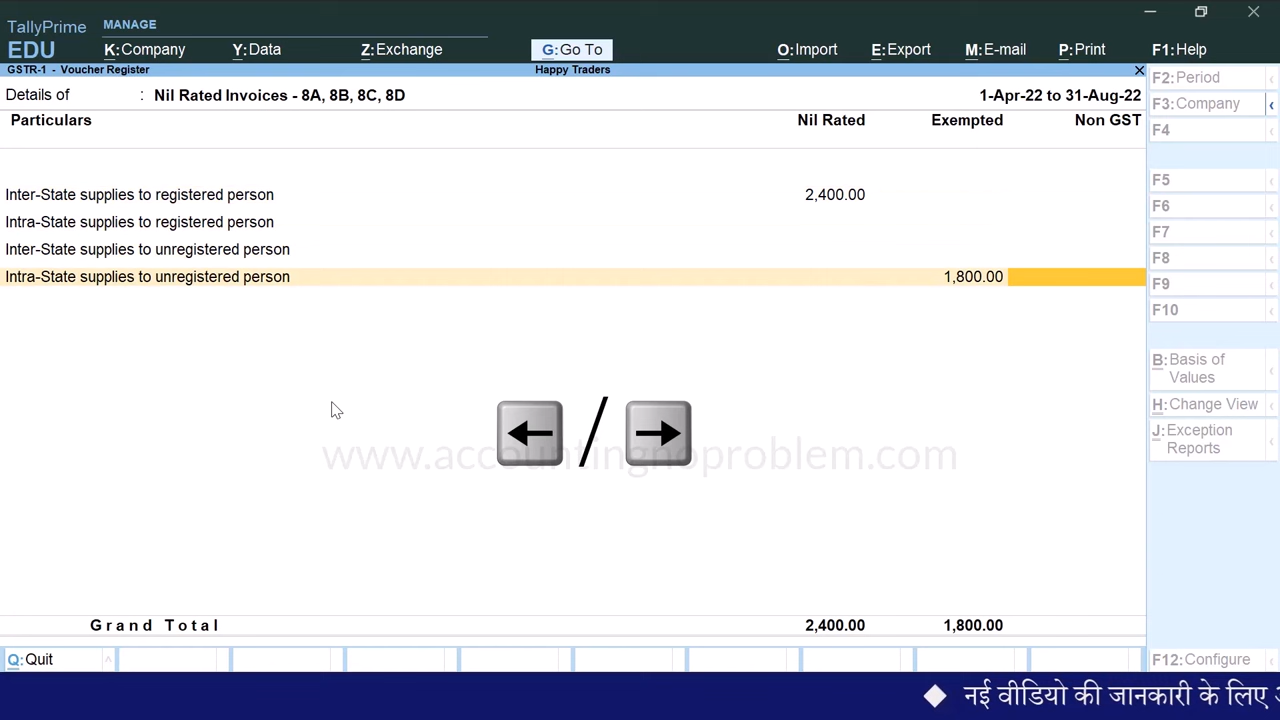 TallyPrime MANAGE
EDU K:Company Y:Data Z:Exchange G:Go To O:Import E:Export M:E-mail P:Print F1:Help
GSTR-1 - Voucher Register Happy Traders
Details of : Nil Rated Invoices - 8A, 8B, 8C, 8D 1-Apr-22 to 31-Aug-22
Particulars Nil Rated Exempted Non GST
Inter-State supplies to registered person 2,400.00
Intra-State supplies to registered person
Inter-State supplies to unregistered person
Intra-State supplies to unregistered person 1,800.00
www.accountingnoproblem.com
Grand Total 2,400.00 1,800.00
Q:Quit
F2:Period
F3:Company
F4
F5
F6
F7
F8
F9
F10
B:Basis of
Values
H:Change View
J:Exception
Reports
F12:Configure
नई वीडियो की जानकारी के लिए